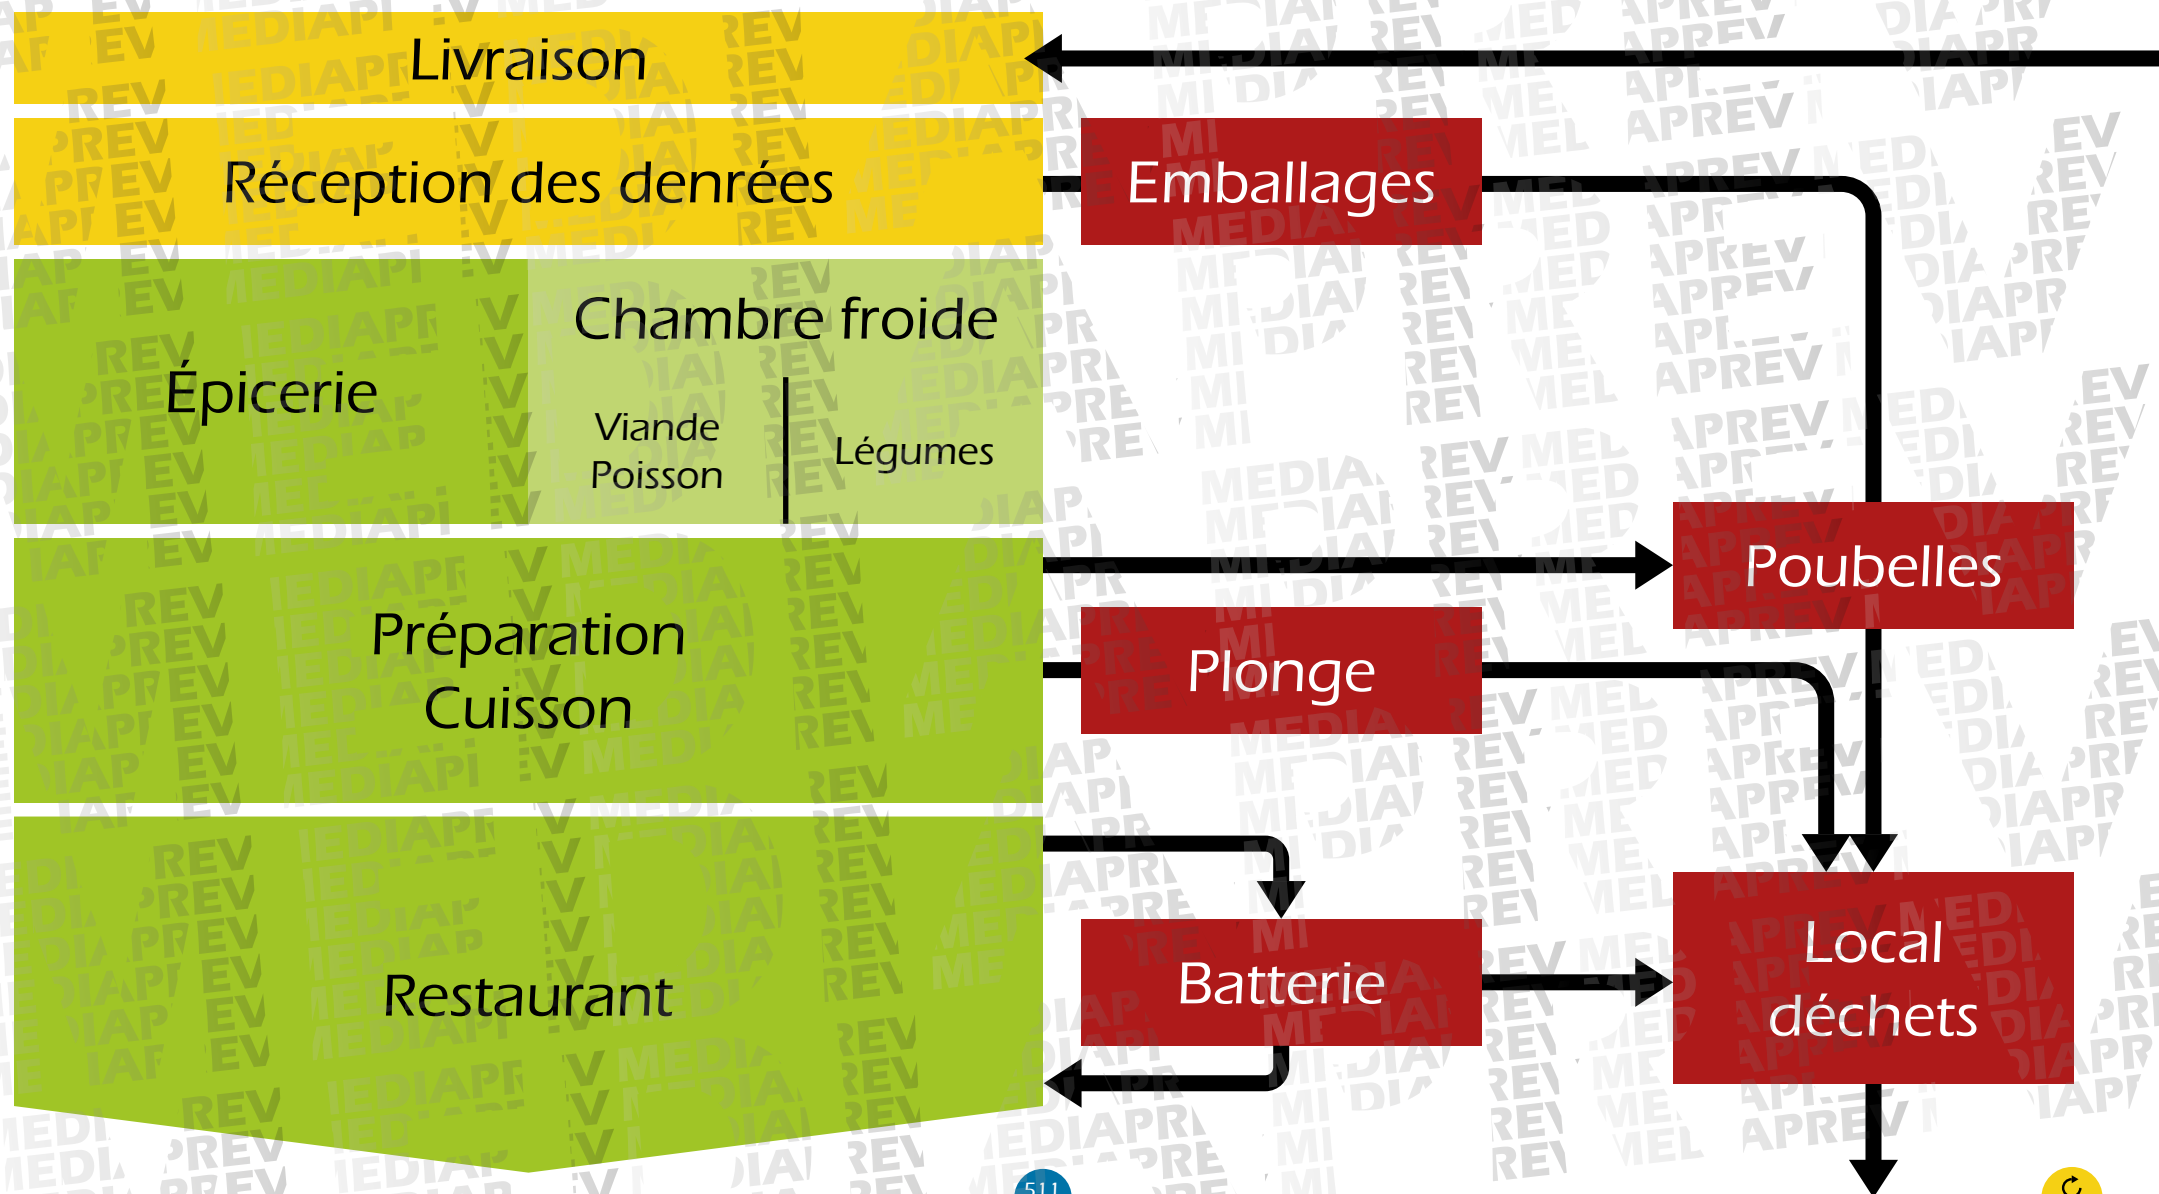 Livraison
Réception des denrées
Emballages
Chambre froide
Épicerie
Viande
Poisson
Légumes
Poubelles
Préparation
Cuisson
Plonge
Restaurant
Batterie
Local
déchets
511